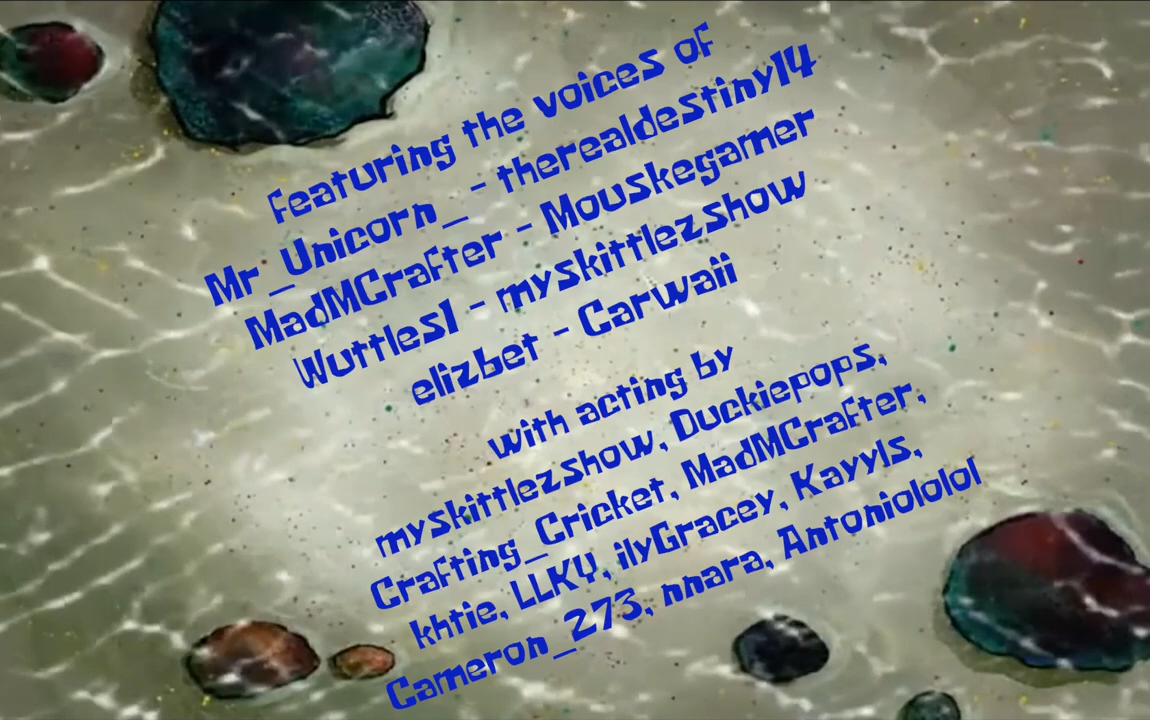 Featuring the voices of
Mr_Unicorn_ - therealdestiny14
MadMCrafter - Mouskegamer
Wuttles1 - myskittlezshow
elizbet - Carwaii
with acting by
myskittlezshow, Duckiepops,
Crafting_Cricket, MadMCrafter,
khtie, LLKY, ilyGracey, Kayyls,
Cameron_273, nnara, Antoniololol